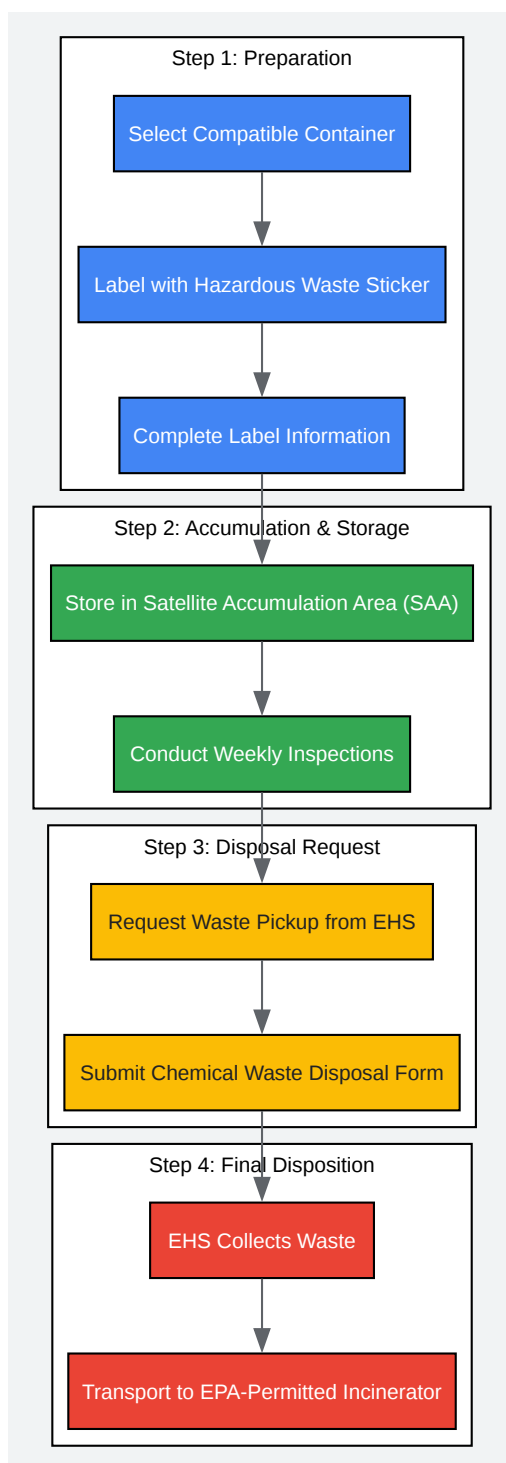 Step 1: Preparation
Select Compatible Container
Label with Hazardous Waste Sticker
Complete Label Information
Step 2: Accumulation & Storage
Store in Satellite Accumulation Area (SAA)
Conduct Weekly Inspections
Step 3: Disposal Request
Request Waste Pickup from EHS
Submit Chemical Waste Disposal Form
Step 4: Final Disposition
EHS Collects Waste
Transport to EPA-Permitted Incinerator